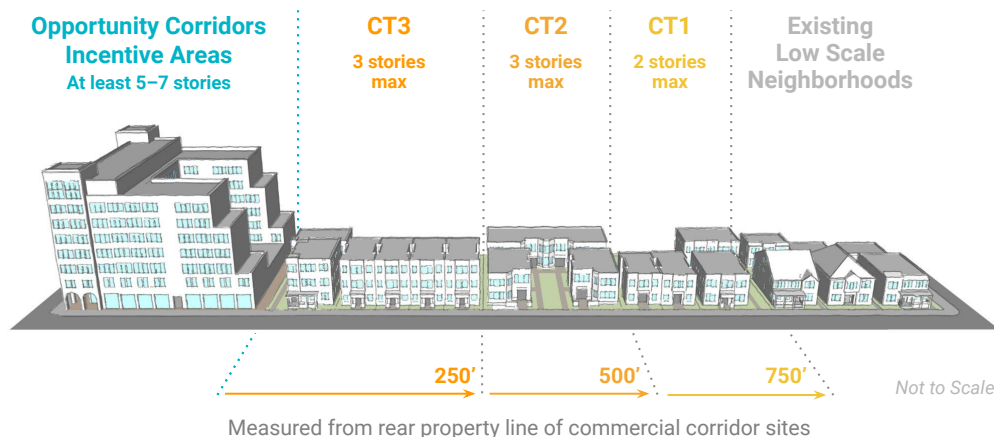 Opportunity Corridors
Incentive Areas
At least 5–7 stories
CT3
3 stories
max
CT2
3 stories
max
CT1
2 stories
max
Existing
Low Scale
Neighborhoods
250’
500’
750’
Not to Scale
Measured from rear property line of commercial corridor sites